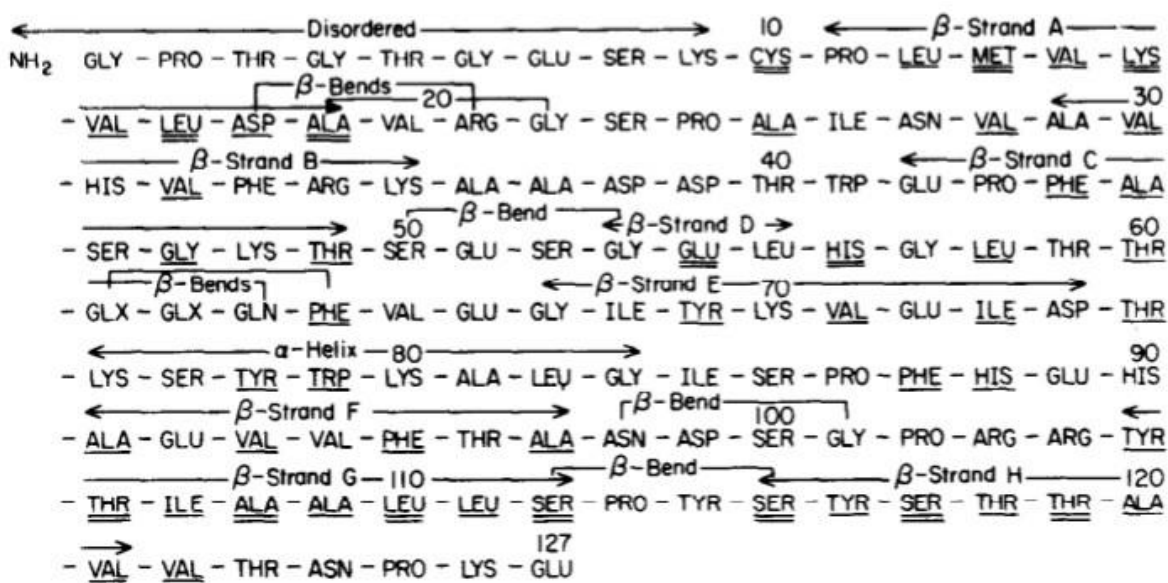 Disordered 10 β-Strand A
NH₂ GLY - PRO - THR - GLY - THR - GLY - GLU - SER - LYS - CYS - PRO - LEU - MET - VAL - LYS
β-Bends 20 30
- VAL - LEU - ASP - ALA - VAL - ARG - GLY - SER - PRO - ALA - ILE - ASN - VAL - ALA - VAL
β-Strand B 40 β-Strand C
- HIS - VAL - PHE - ARG - LYS - ALA - ALA - ASP - ASP - THR - TRP - GLU - PRO - PHE - ALA
50 β-Bend β-Strand D 60
- SER - GLY - LYS - THR - SER - GLU - SER - GLY - GLU - LEU - HIS - GLY - LEU - THR - THR
β-Bends β-Strand E 70
- GLX - GLX - GLN - PHE - VAL - GLU - GLY - ILE - TYR - LYS - VAL - GLU - ILE - ASP - THR
α-Helix 80 90
- LYS - SER - TYR - TRP - LYS - ALA - LEU - GLY - ILE - SER - PRO - PHE - HIS - GLU - HIS
β-Strand F β-Bend 100
- ALA - GLU - VAL - VAL - PHE - THR - ALA - ASN - ASP - SER - GLY - PRO - ARG - ARG - TYR
β-Strand G 110 β-Bend β-Strand H 120
- THR - ILE - ALA - ALA - LEU - LEU - SER - PRO - TYR - SER - TYR - SER - THR - THR - ALA
127
- VAL - VAL - THR - ASN - PRO - LYS - GLU